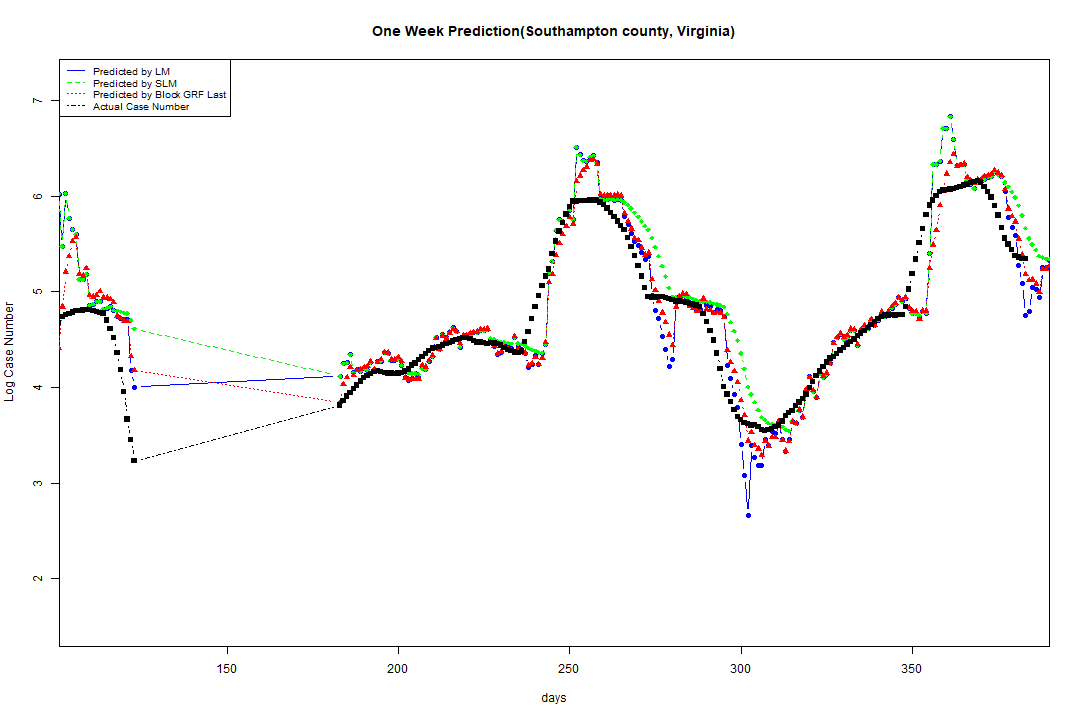 One Week Prediction(Southampton county, Virginia)
Predicted by LM
Predicted by SLM
Predicted by Block GRF Last
Actual Case Number
7
6
5
4
3
2
Log Case Number
150
200
250
300
350
days